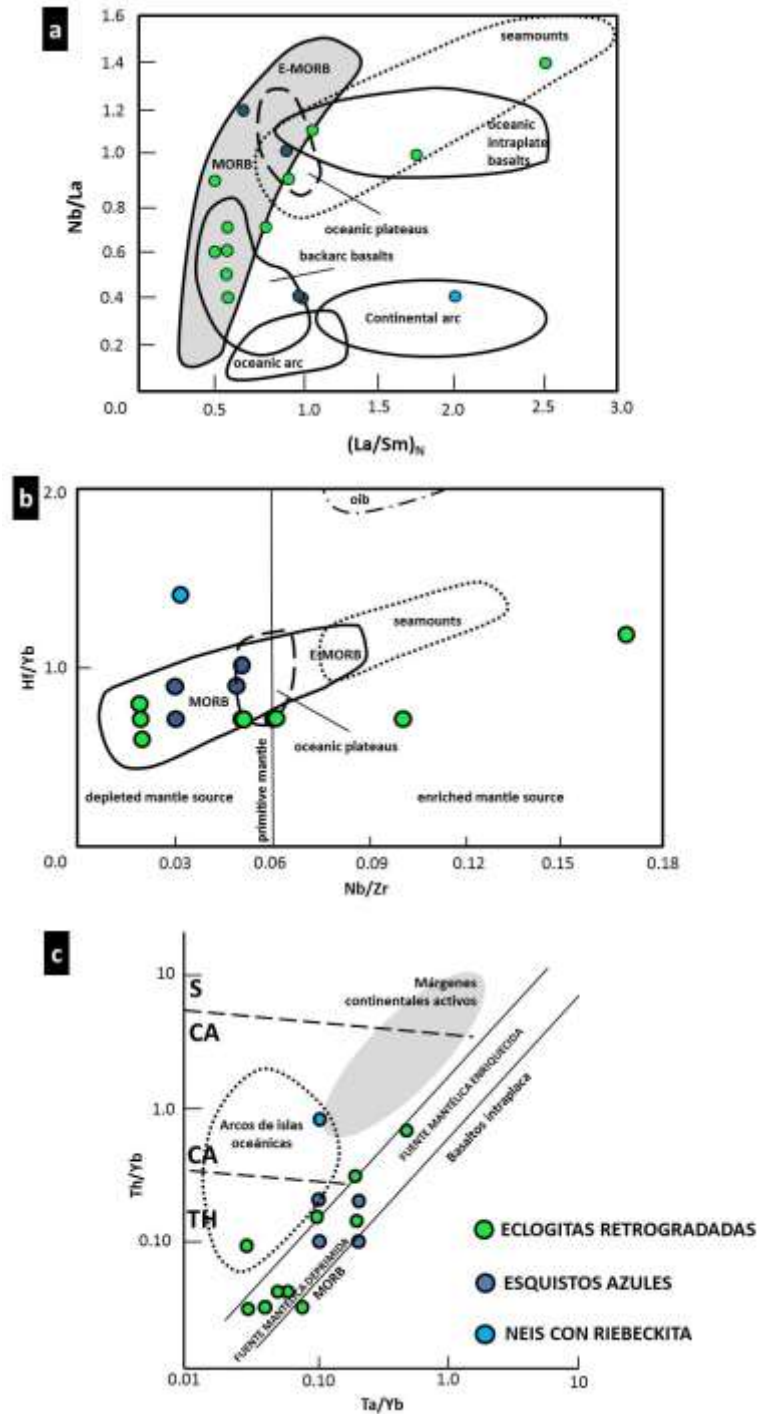 a
1.6
1.4
1.2
1.0
0.8
0.6
0.4
0.2
0.0
Nb/La
seamounts
E-MORB
MORB
oceanic
intraplate
basalts
oceanic plateaus
backarc basalts
Continental arc
oceanic arc
0.5
1.0
1.5
2.0
2.5
3.0
(La/Sm)N
b
2.0
1.0
0.0
Hf/Yb
oib
seamounts
E-MORB
MORB
oceanic plateaus
primitive mantle
depleted mantle source
enriched mantle source
0.03
0.06
0.09
0.12
0.15
0.18
Nb/Zr
c
10
1.0
0.10
Th/Yb
S
CA
CA
TH
Márgenes
continentales activos
Arcos de islas
oceánicas
FUENTE MANTÉLICA ENRIQUECIDA
Basaltos intraplaca
FUENTE MANTÉLICA DEPRIMIDA
MORB
ECLOGITAS RETROGRADADAS
ESQUISTOS AZULES
NEIS CON RIEBECKITA
0.01
0.10
1.0
10
Ta/Yb